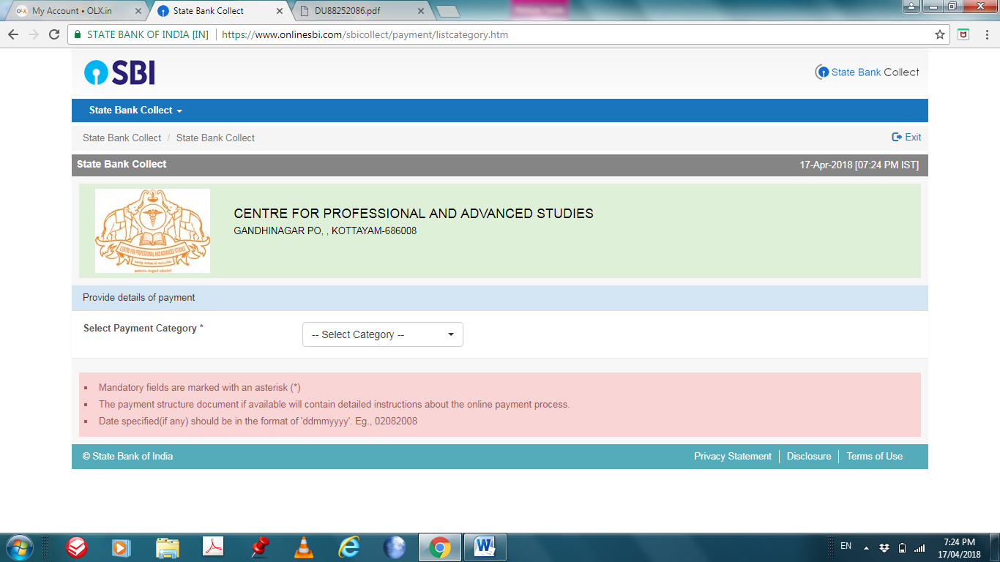 My Account • OLX.in
State Bank Collect
DU88252086.pdf
STATE BANK OF INDIA [IN] https://www.onlinesbi.com/sbicollect/payment/listcategory.htm
SBI
State Bank Collect
State Bank Collect
State Bank Collect / State Bank Collect
Exit
State Bank Collect
17-Apr-2018 [07:24 PM IST]
CENTRE FOR PROFESSIONAL AND ADVANCED STUDIES
CENTRE FOR PROFESSIONAL AND ADVANCED STUDIES
GANDHINAGAR PO, , KOTTAYAM-686008
Provide details of payment
Select Payment Category *
-- Select Category --
Mandatory fields are marked with an asterisk (*)
The payment structure document if available will contain detailed instructions about the online payment process.
Date specified(if any) should be in the format of 'ddmmyyyy'. Eg., 02082008
© State Bank of India
Privacy Statement
Disclosure
Terms of Use
EN
7:24 PM
17/04/2018